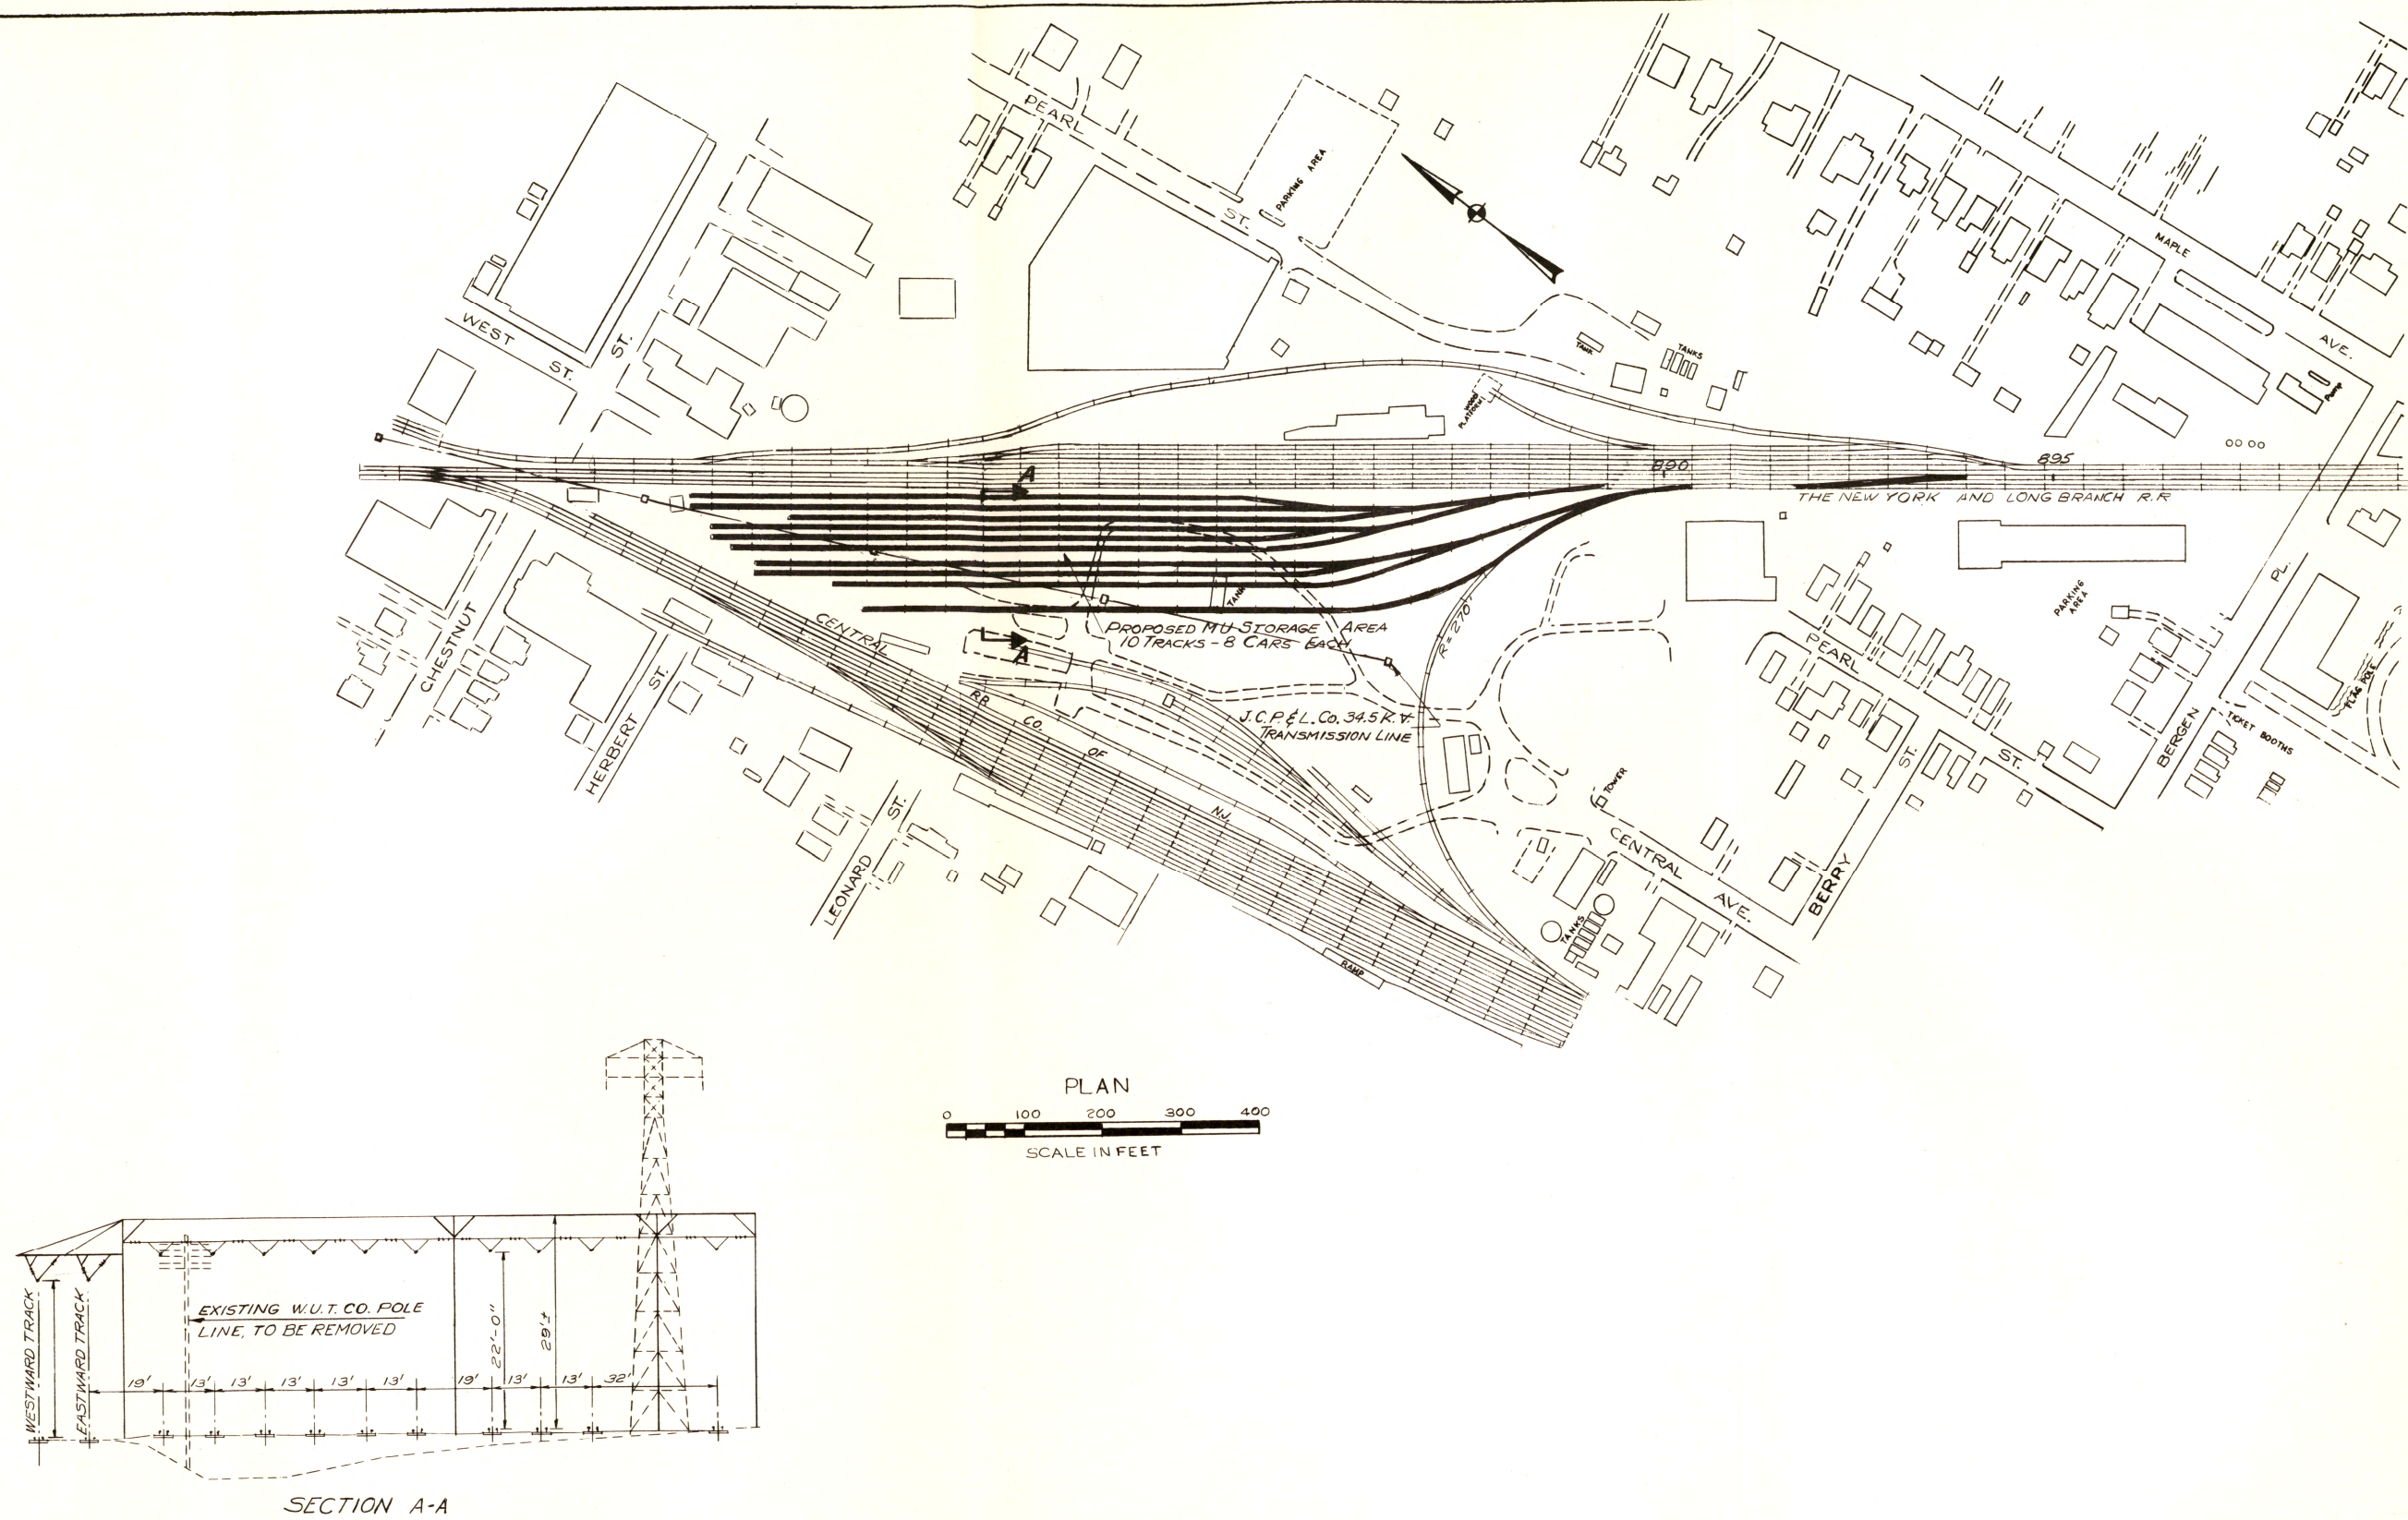 PEARL
ST.
PARKING AREA
WEST
ST.
ST.
MAPLE
AVE.
TANK
TANKS
PUMP
WOOD
PLATFORM
A
890
895
THE NEW YORK AND LONG BRANCH R.R
CHESTNUT
CENTRAL
TANK
PROPOSED MU STORAGE AREA
10 TRACKS - 8 CARS EACH
A
R=270'
PARKING
AREA
PL.
PEARL
FLAG POLE
HERBERT
ST.
RR
CO.
OF
N.J.
J.C.P. & L. Co. 34.5 K.V
TRANSMISSION LINE
ST.
ST.
BERGEN
TICKET BOOTHS
TOWER
LEONARD
ST.
CENTRAL
AVE.
BERRY
TANKS
RAMP
PLAN
0 100 200 300 400
SCALE IN FEET
WESTWARD TRACK
EASTWARD TRACK
EXISTING W.U.T. CO. POLE
LINE, TO BE REMOVED
22'-0"
29'±
19' 13' 13' 13' 13' 13' 19' 13' 13' 32'
SECTION A-A